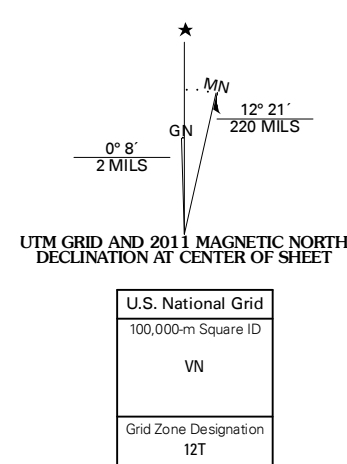 MN
12° 21´
220 MILS
GN
0° 8´
2 MILS
UTM GRID AND 2011 MAGNETIC NORTH
DECLINATION AT CENTER OF SHEET
U.S. National Grid
100,000-m Square ID
VN
Grid Zone Designation
12T